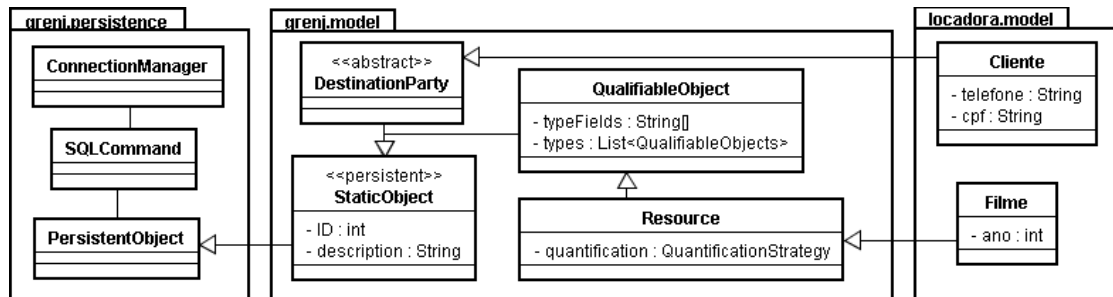 grenj.persistence
ConnectionManager
SQLCommand
PersistentObject
grenj.model
<<abstract>>
DestinationParty
QualifiableObject
- typeFields : String[]
- types : List<QualifiableObjects>
<<persistent>>
StaticObject
- ID : int
- description : String
Resource
- quantification : QuantificationStrategy
locadora.model
Cliente
- telefone : String
- cpf : String
Filme
- ano : int